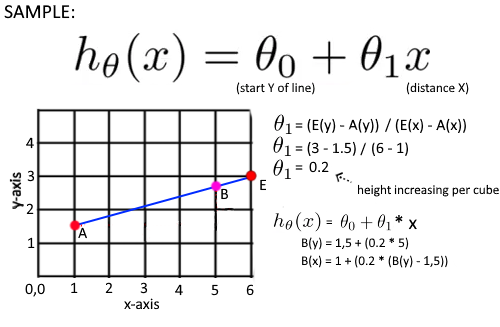 SAMPLE:
hθ(x) = θ0 + θ1x
(start Y of line)
(distance X)
θ1 = (E(y) - A(y)) / (E(x) - A(x))
θ1 = (3 - 1.5) / (6 - 1)
θ1 = 0.2
height increasing per cube
hθ(x) = θ0 + θ1* x
B(y) = 1,5 + (0.2 * 5)
B(x) = 1 + (0.2 * (B(y) - 1,5))
y-axis
4
3
2
1
A
B
E
0,0 1 2 3 4 5 6
x-axis